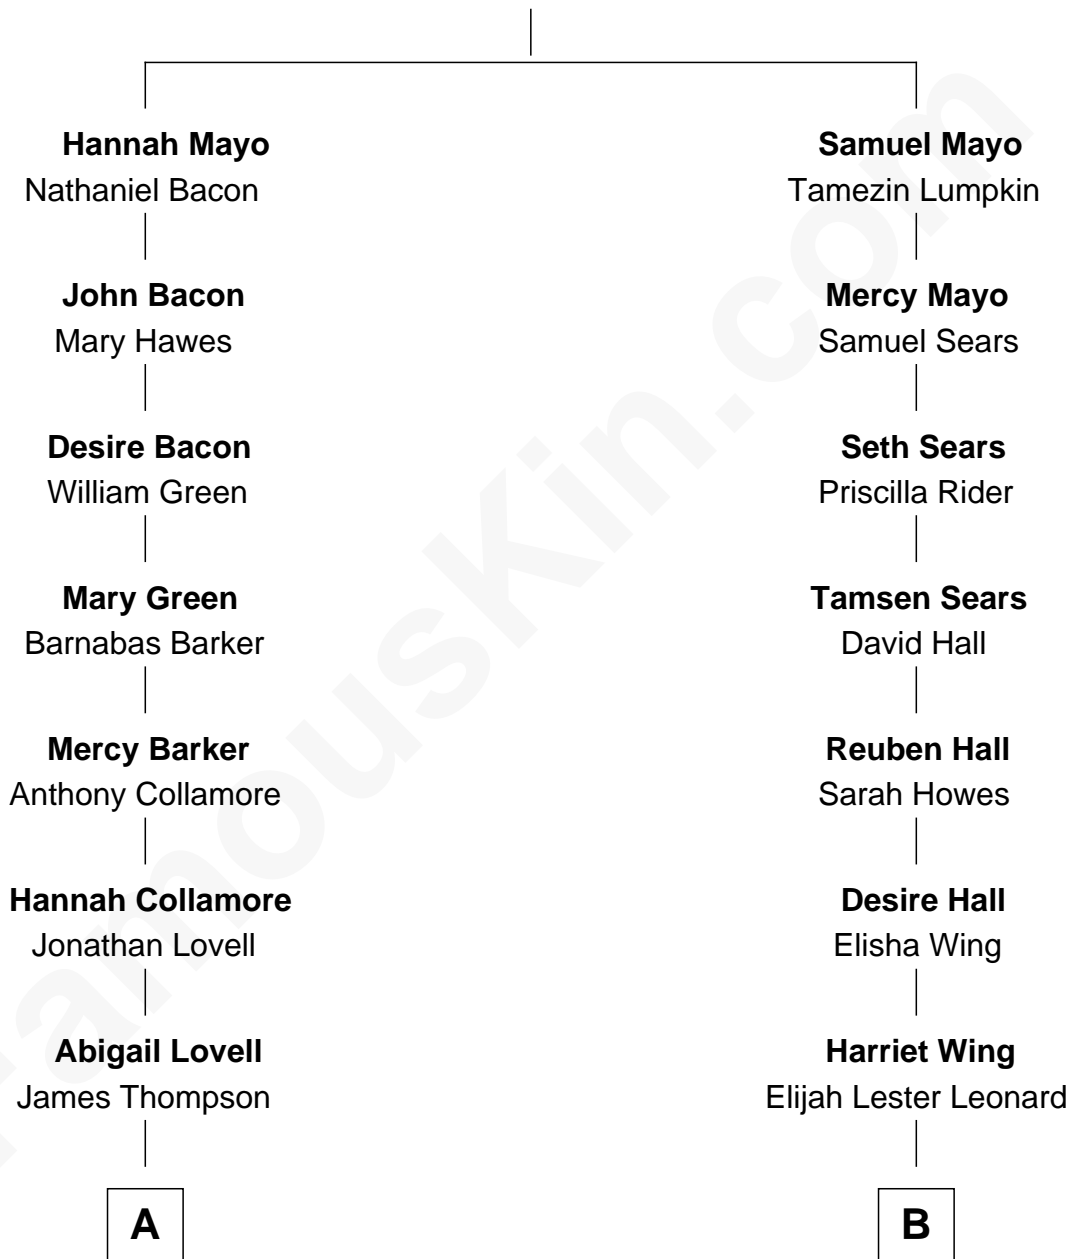 Hannah Mayo
Nathaniel Bacon
John Bacon
Mary Hawes
Desire Bacon
William Green
Mary Green
Barnabas Barker
Mercy Barker
Anthony Collamore
Hannah Collamore
Jonathan Lovell
Abigail Lovell
James Thompson
A
Samuel Mayo
Tamezin Lumpkin
Mercy Mayo
Samuel Sears
Seth Sears
Priscilla Rider
Tamsen Sears
David Hall
Reuben Hall
Sarah Howes
Desire Hall
Elisha Wing
Harriet Wing
Elijah Lester Leonard
B
FamousKin.com